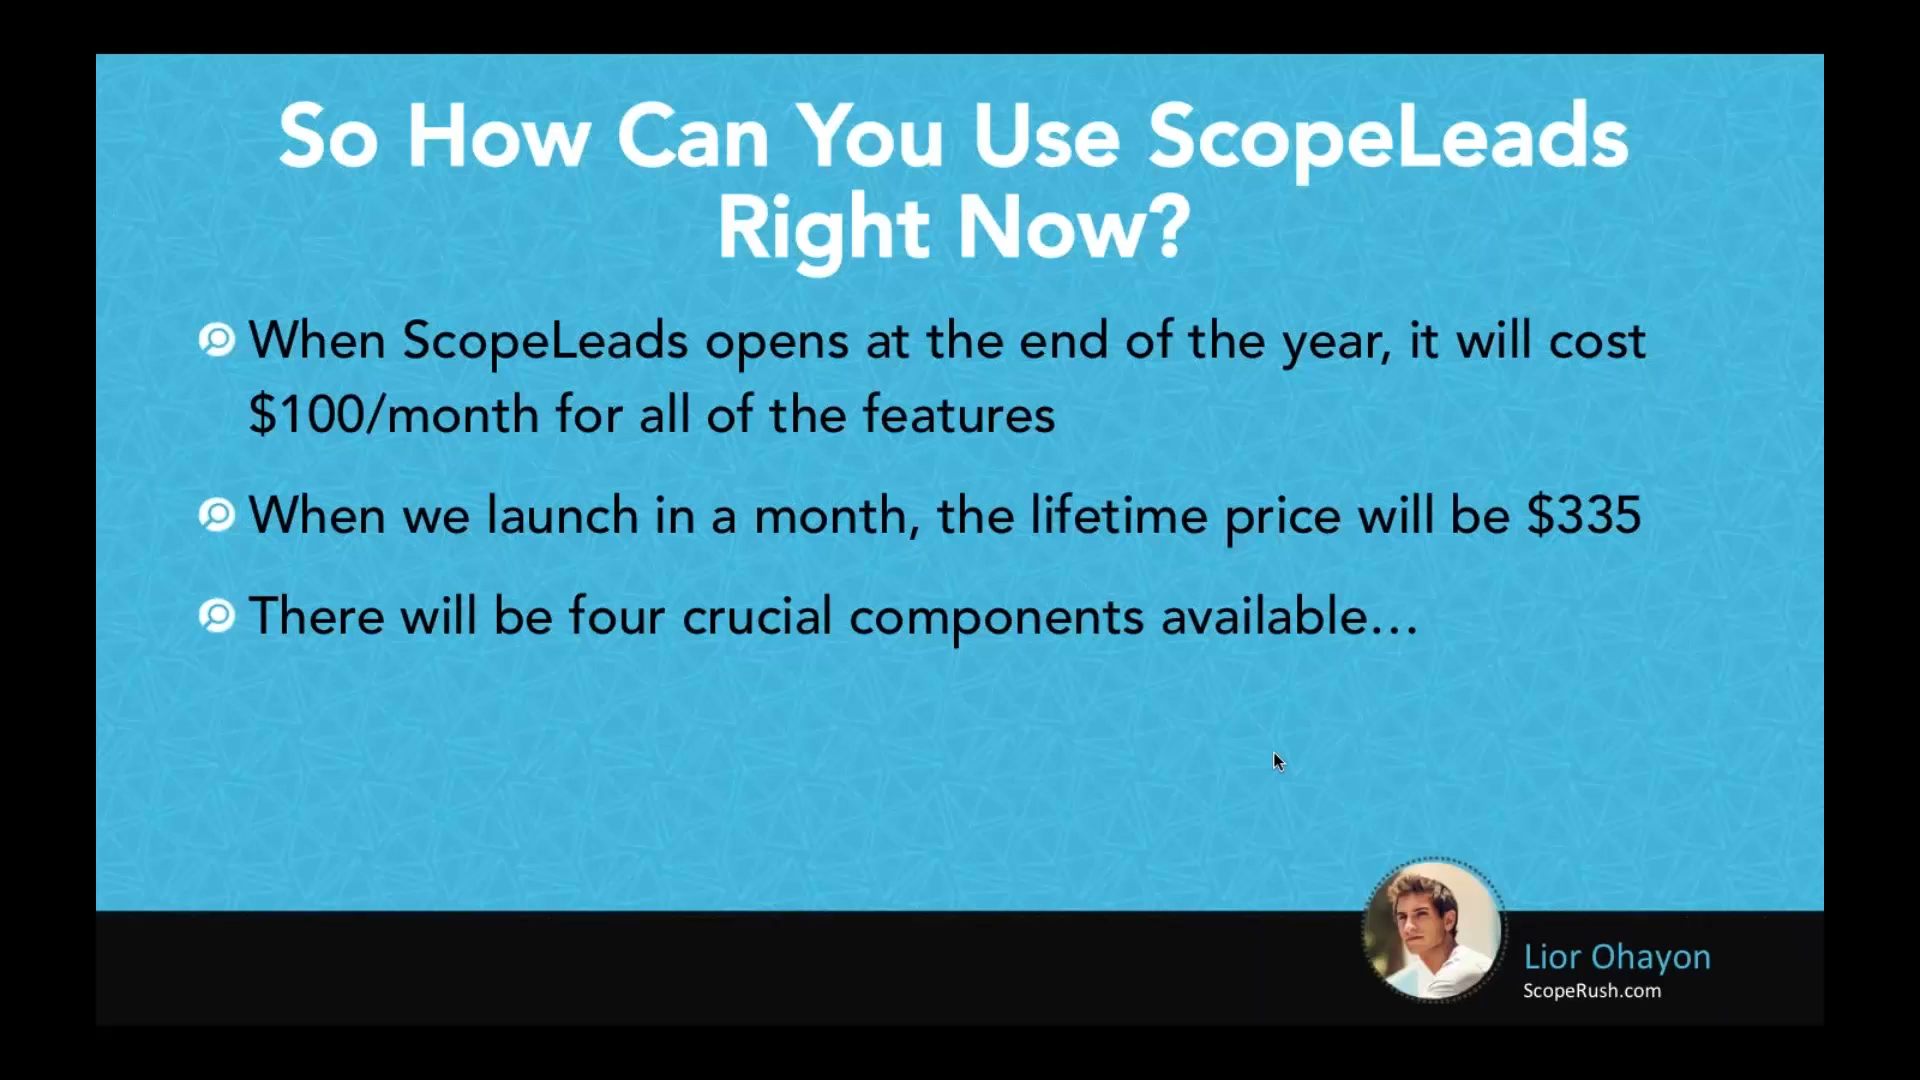 So How Can You Use ScopeLeads
Right Now?
When ScopeLeads opens at the end of the year, it will cost
$100/month for all of the features
When we launch in a month, the lifetime price will be $335
There will be four crucial components available…
Lior Ohayon
ScopeRush.com